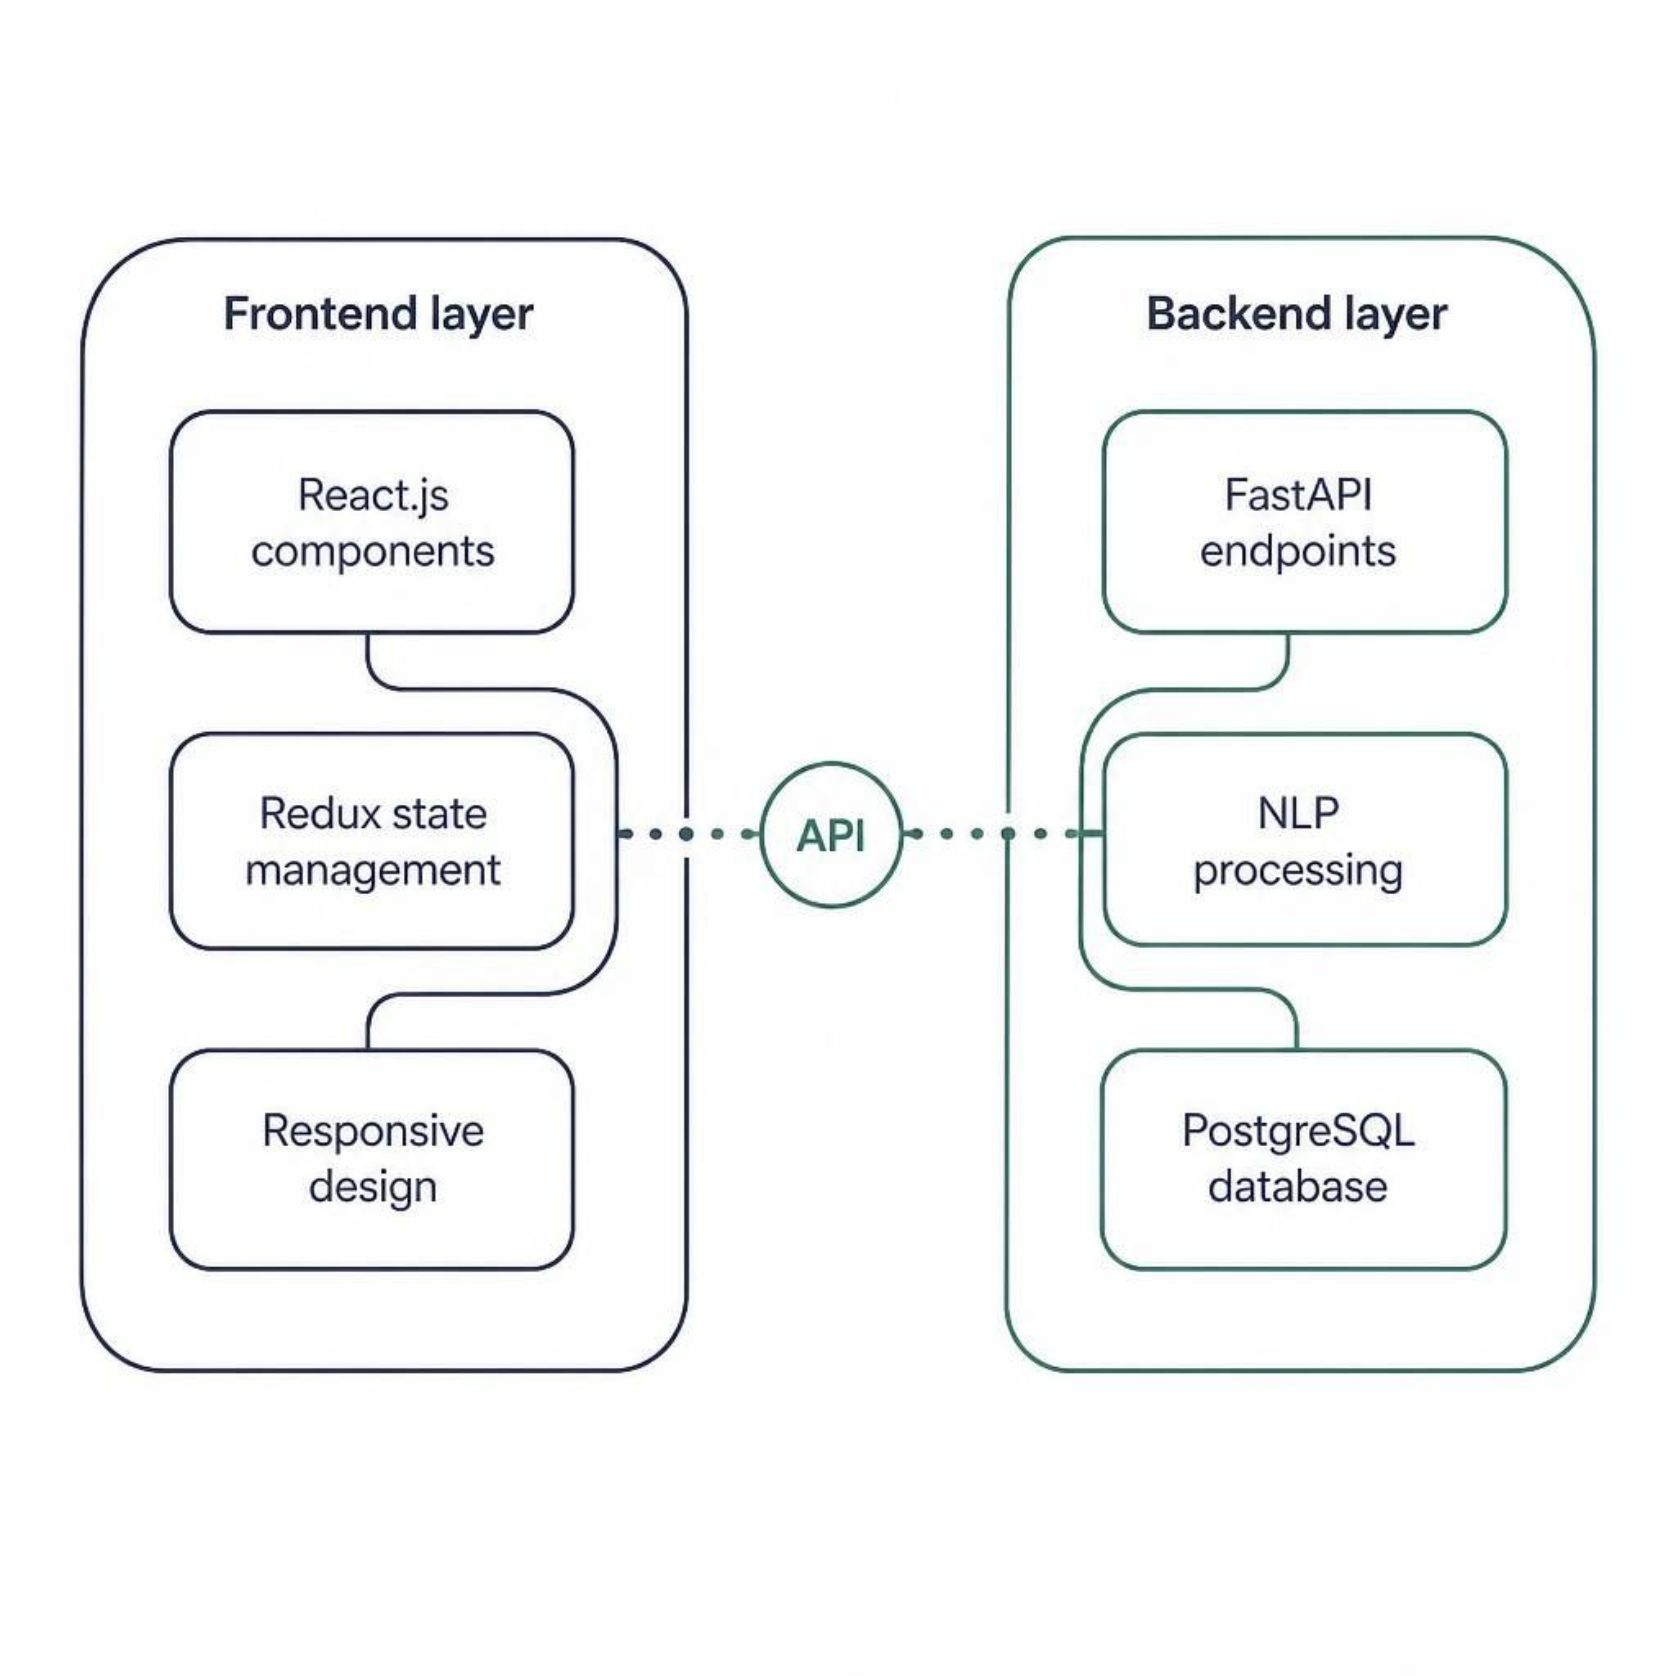 Frontend layer
React.js
components
Redux state
management
Responsive
design
API
Backend layer
FastAPI
endpoints
NLP
processing
PostgreSQL
database